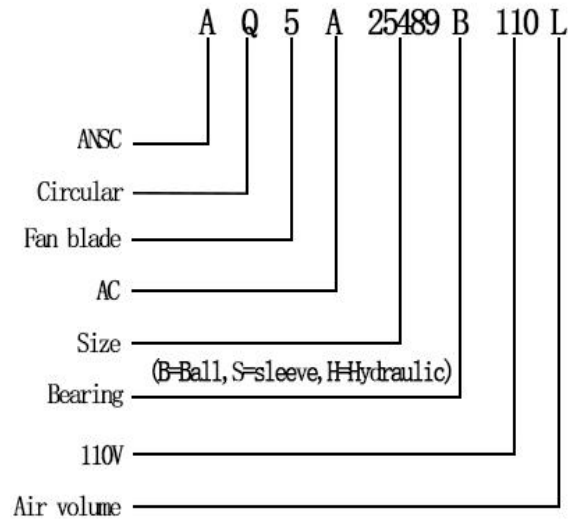 A Q 5 A 25489 B 110 L
ANSC
Circular
Fan blade
AC
Size
(B=Ball, S=sleeve, H=Hydraulic)
Bearing
110V
Air volume